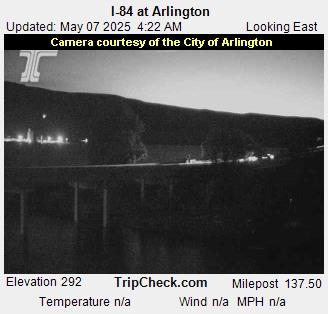 I-84 at Arlington
Updated: May 07 2025 4:22 AM Looking East
Camera courtesy of the City of Arlington
Elevation 292 TripCheck.com Milepost 137.50
Temperature n/a Wind n/a MPH n/a